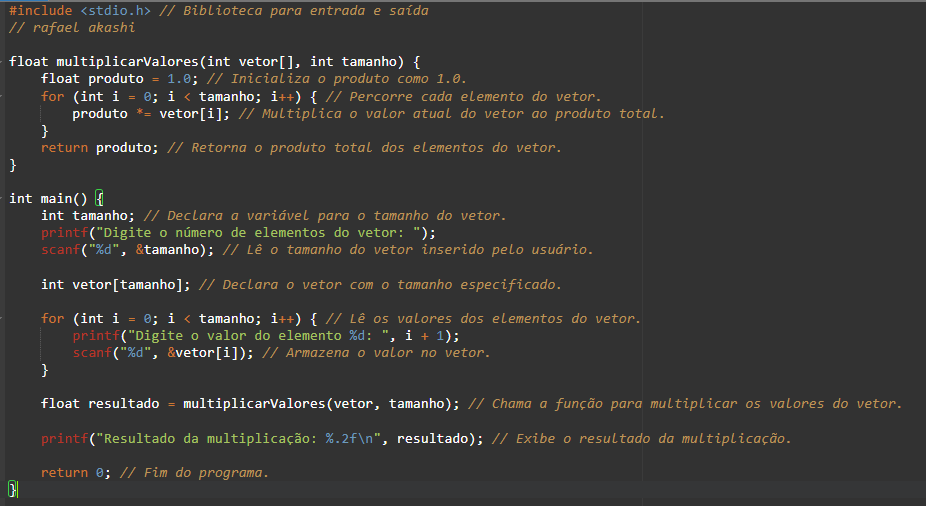 #include <stdio.h> // Biblioteca para entrada e saída
// rafael akashi
float multiplicarValores(int vetor[], int tamanho) {
float produto = 1.0; // Inicializa o produto como 1.0.
for (int i = 0; i < tamanho; i++) { // Percorre cada elemento do vetor.
produto *= vetor[i]; // Multiplica o valor atual do vetor ao produto total.
}
return produto; // Retorna o produto total dos elementos do vetor.
}
int main() {
int tamanho; // Declara a variável para o tamanho do vetor.
printf("Digite o número de elementos do vetor: ");
scanf("%d", &tamanho); // Lê o tamanho do vetor inserido pelo usuário.
int vetor[tamanho]; // Declara o vetor com o tamanho especificado.
for (int i = 0; i < tamanho; i++) { // Lê os valores dos elementos do vetor.
printf("Digite o valor do elemento %d: ", i + 1);
scanf("%d", &vetor[i]); // Armazena o valor no vetor.
}
float resultado = multiplicarValores(vetor, tamanho); // Chama a função para multiplicar os valores do vetor.
printf("Resultado da multiplicação: %.2f\n", resultado); // Exibe o resultado da multiplicação.
return 0; // Fim do programa.
}